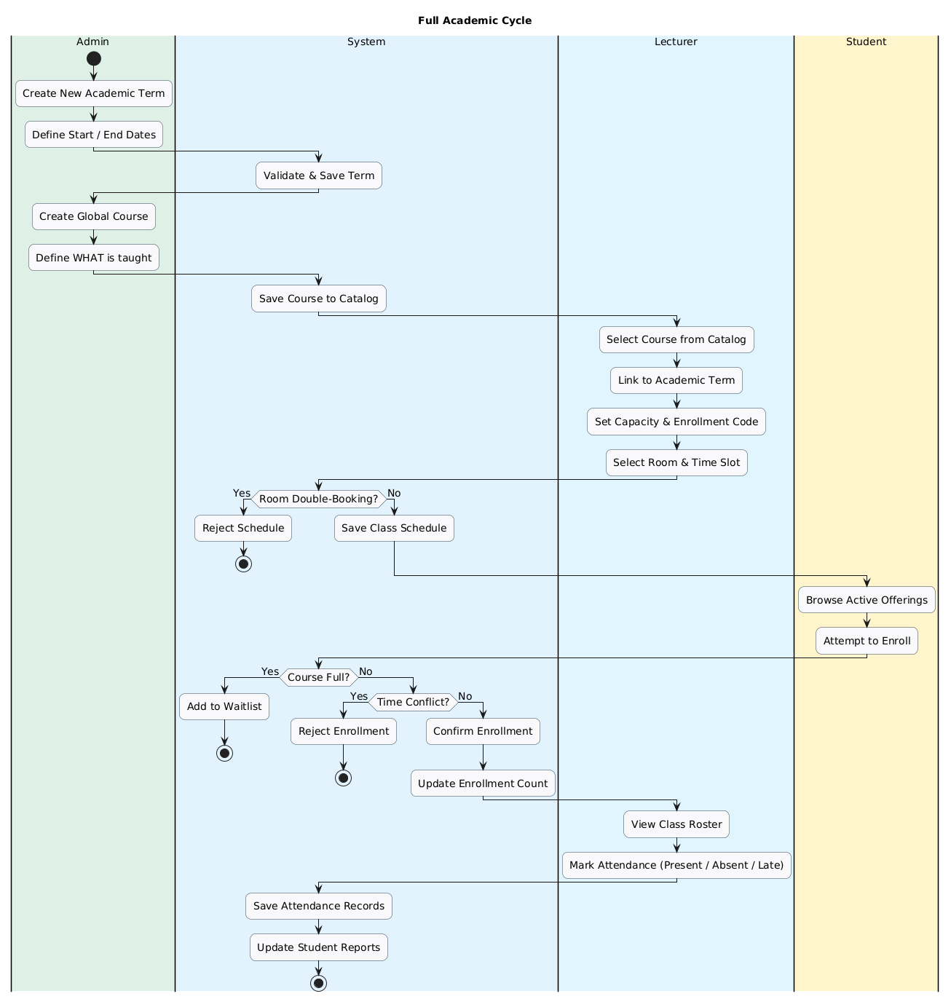 Full Academic Cycle
Admin
System
Lecturer
Student
Create New Academic Term
Define Start / End Dates
Validate & Save Term
Create Global Course
Define WHAT is taught
Save Course to Catalog
Select Course from Catalog
Link to Academic Term
Set Capacity & Enrollment Code
Select Room & Time Slot
Yes
Room Double-Booking?
No
Reject Schedule
Save Class Schedule
Browse Active Offerings
Attempt to Enroll
Yes
Course Full?
No
Add to Waitlist
Yes
Time Conflict?
No
Reject Enrollment
Confirm Enrollment
Update Enrollment Count
View Class Roster
Mark Attendance (Present / Absent / Late)
Save Attendance Records
Update Student Reports